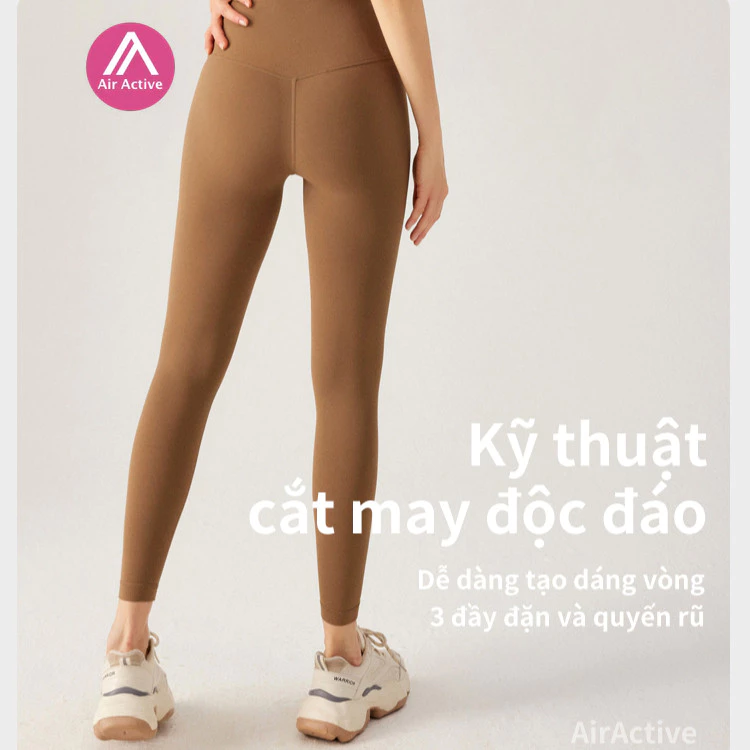 Air Active
Kỹ thuật
cắt may độc đáo
Dễ dàng tạo dáng vòng
3 đầy đặn và quyến rũ
WARRIOR
AirActive